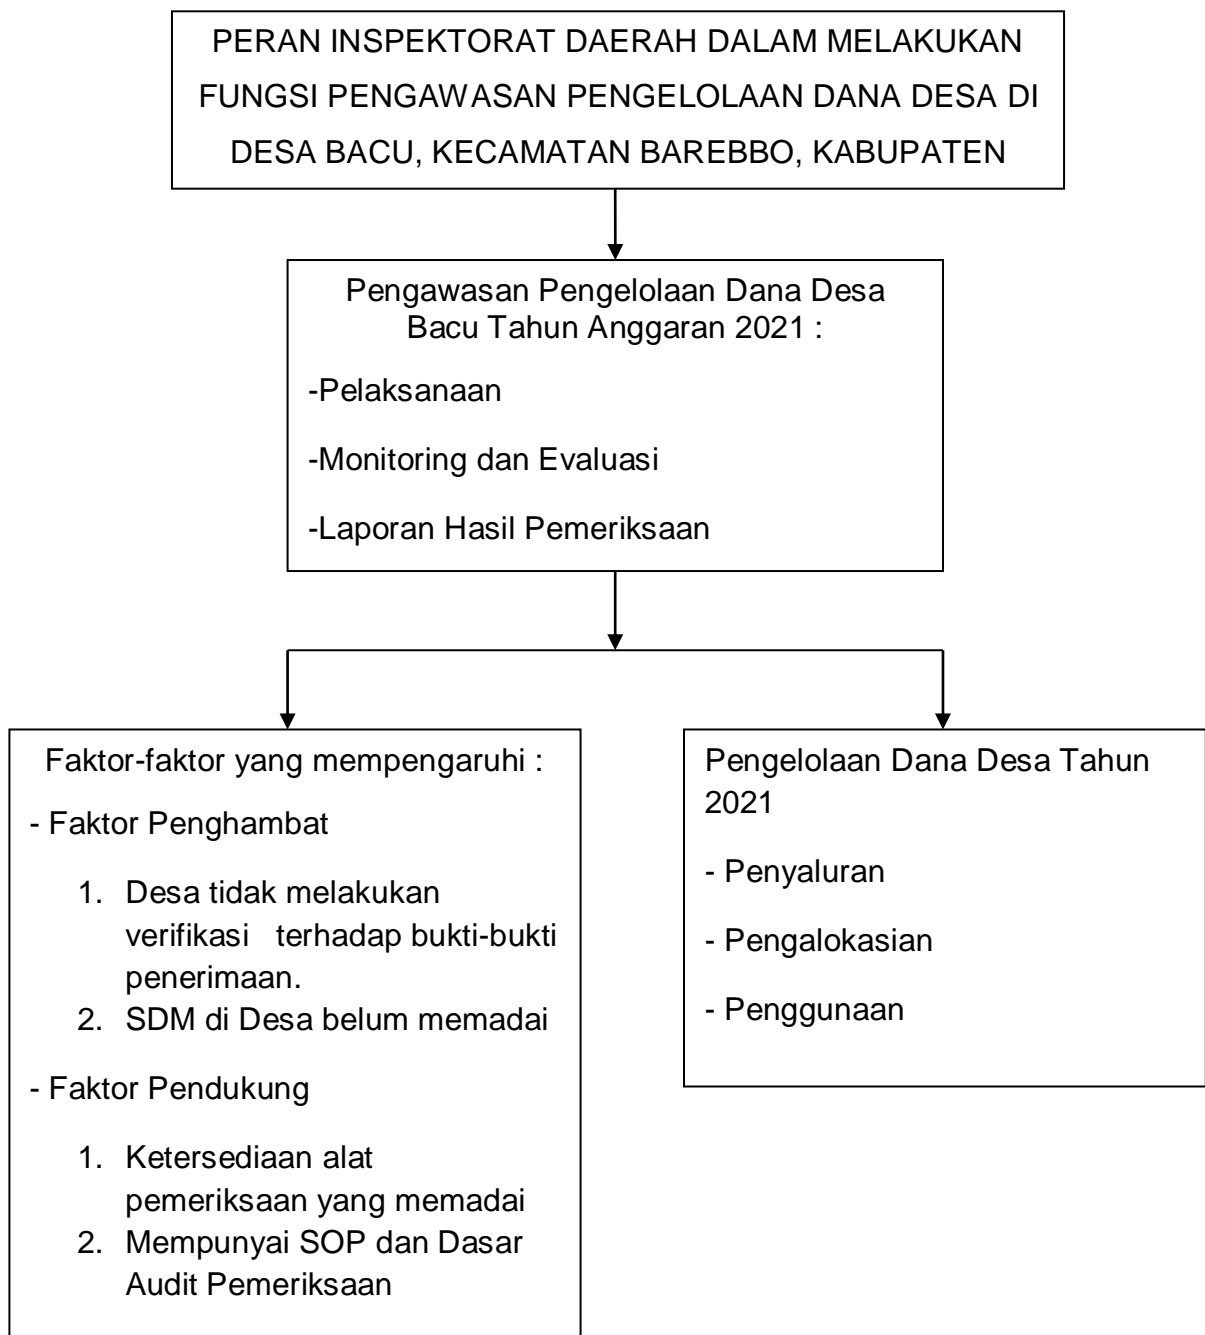 PERAN INSPEKTORAT DAERAH DALAM MELAKUKAN
FUNGSI PENGAWASAN PENGELOLAAN DANA DESA DI
DESA BACU, KECAMATAN BAREBBO, KABUPATEN
Pengawasan Pengelolaan Dana Desa
Bacu Tahun Anggaran 2021 :
-Pelaksanaan
-Monitoring dan Evaluasi
-Laporan Hasil Pemeriksaan
Faktor-faktor yang mempengaruhi :
- Faktor Penghambat
1. Desa tidak melakukan
verifikasi terhadap bukti-bukti
penerimaan.
2. SDM di Desa belum memadai
- Faktor Pendukung
1. Ketersediaan alat
pemeriksaan yang memadai
2. Mempunyai SOP dan Dasar
Audit Pemeriksaan
Pengelolaan Dana Desa Tahun
2021
- Penyaluran
- Pengalokasian
- Penggunaan